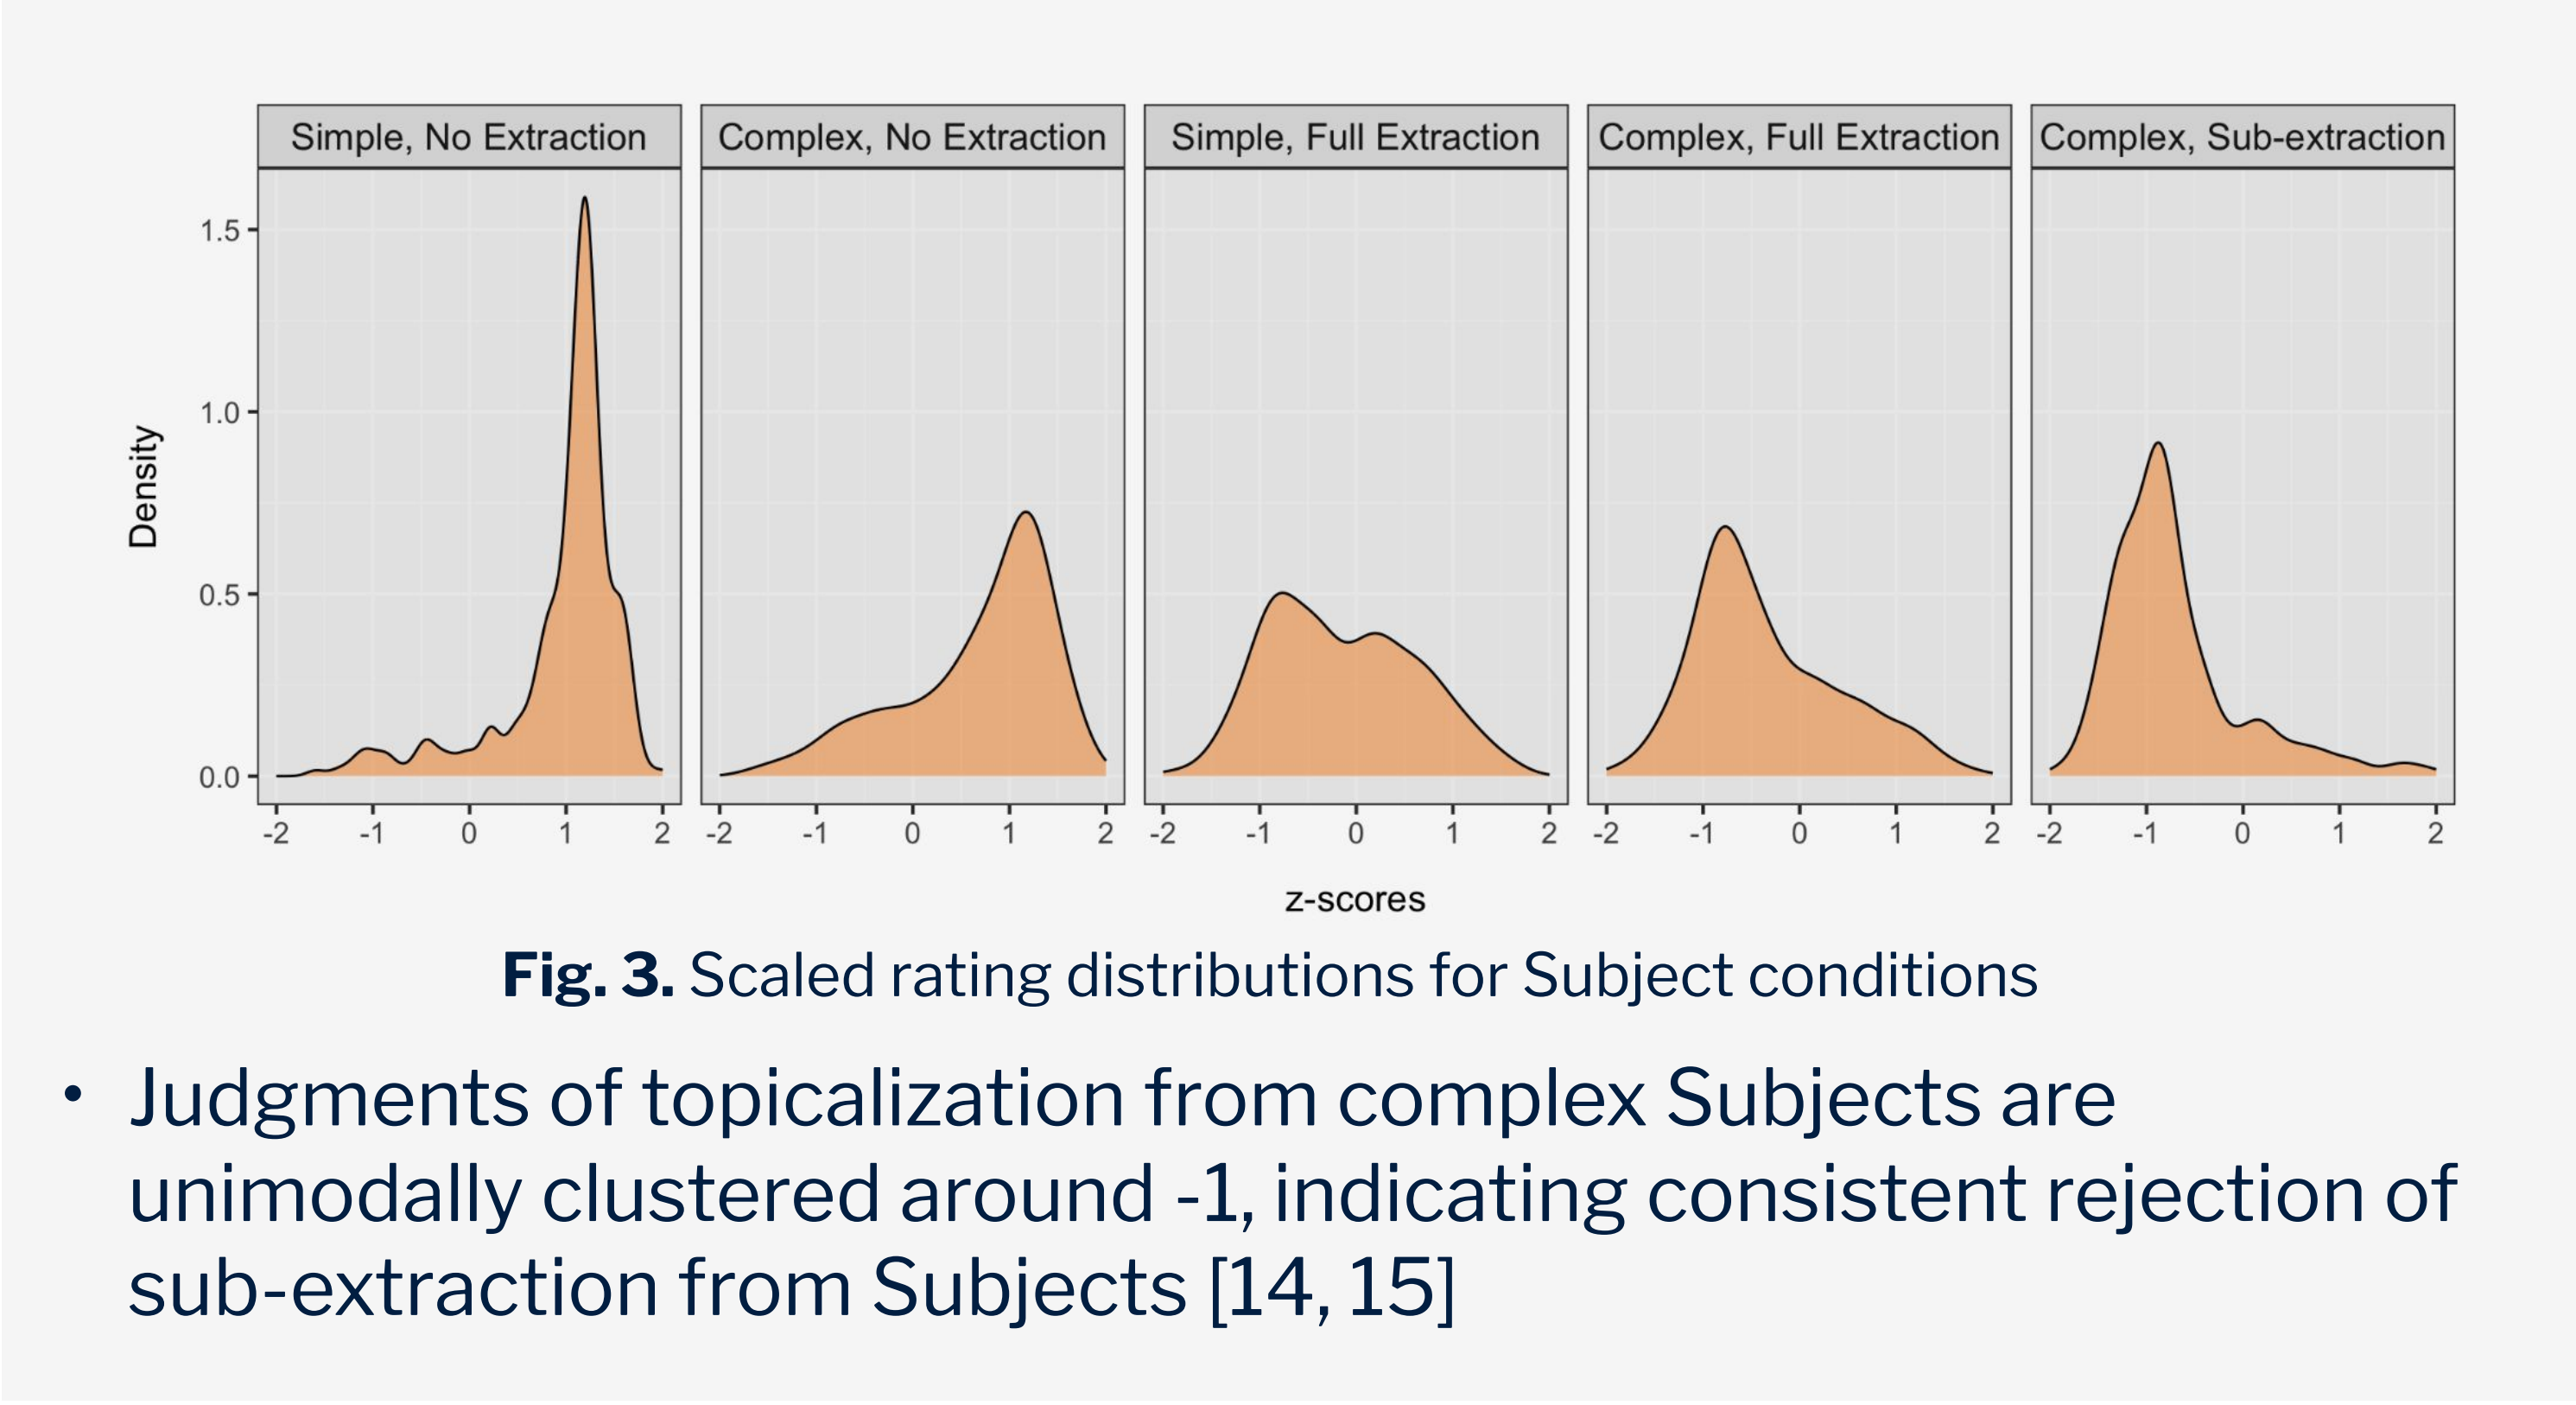 Simple, No Extraction
Complex, No Extraction
Simple, Full Extraction
Complex, Full Extraction
Complex, Sub-extraction
Density
1.5
1.0
0.5
0.0
-2 -1 0 1 2
-2 -1 0 1 2
-2 -1 0 1 2
-2 -1 0 1 2
-2 -1 0 1 2
z-scores
Fig. 3. Scaled rating distributions for Subject conditions
• Judgments of topicalization from complex Subjects are
unimodally clustered around -1, indicating consistent rejection of
sub-extraction from Subjects [14, 15]